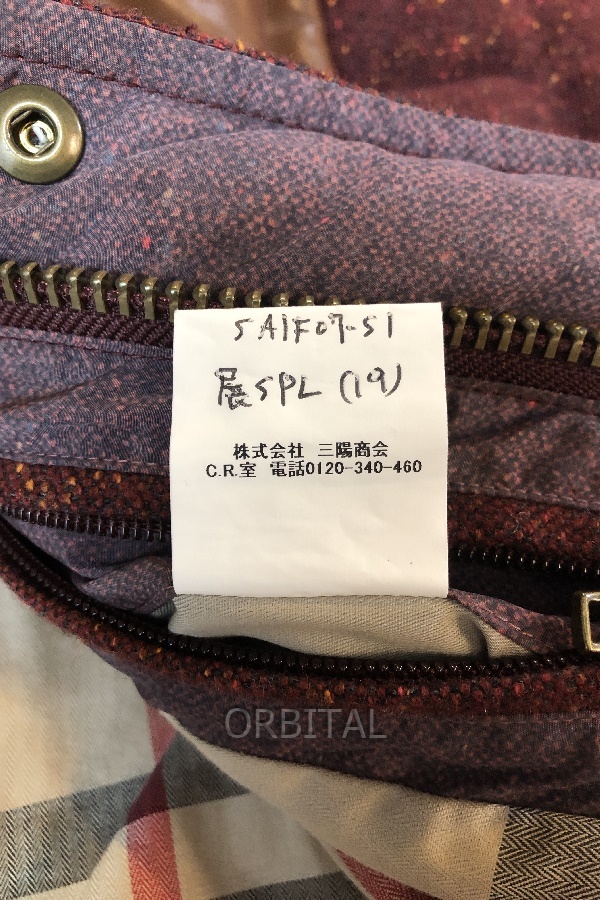 5A1F07-51
展SPL (19)
株式会社 三陽商会
C.R.室 電話0120-340-460
ORBITAL